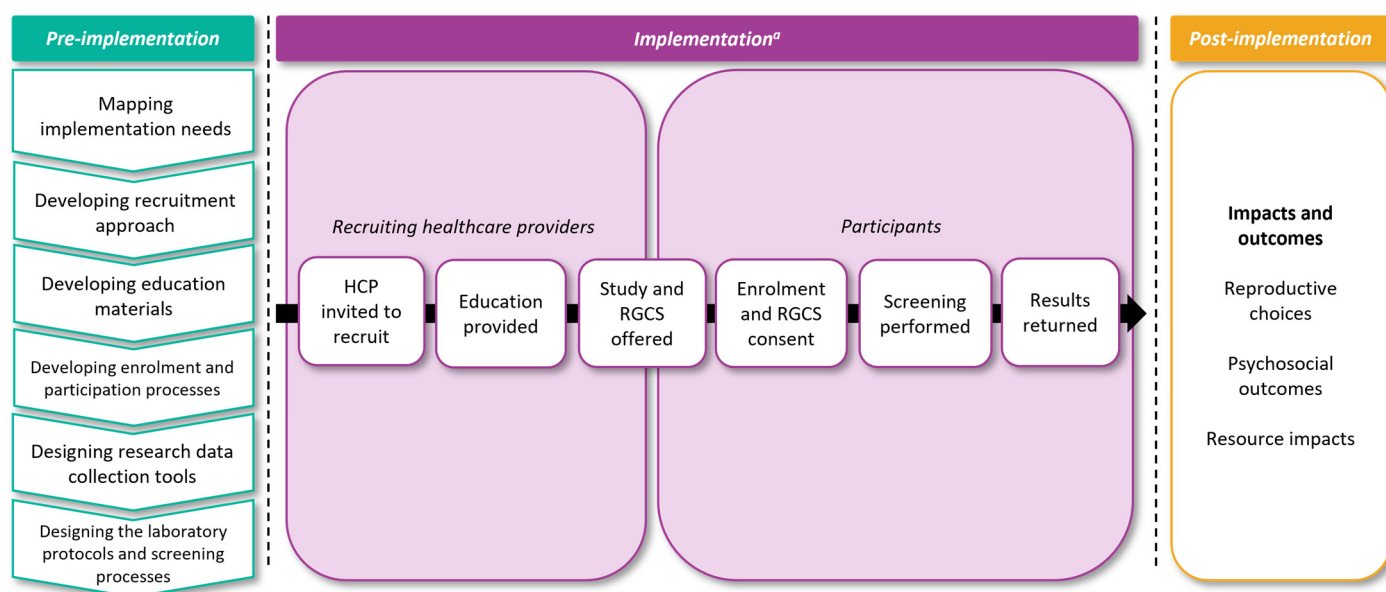 Pre-implementation
Mapping
implementation needs
Developing recruitment
approach
Developing education
materials
Developing enrolment and
participation processes
Designing research data
collection tools
Designing the laboratory
protocols and screening
processes
Implementationᵃ
Recruiting healthcare providers
HCP
invited to
recruit
Education
provided
Study and
RGCS
offered
Participants
Enrolment
and RGCS
consent
Screening
performed
Results
returned
Post-implementation
Impacts and
outcomes
Reproductive
choices
Psychosocial
outcomes
Resource impacts